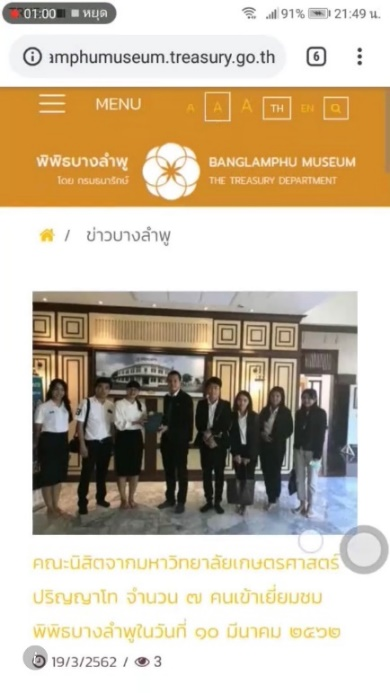 01:00 หยุด 91% 21:49 น.
amphumuseum.treasury.go.th 6
MENU A A A TH EN
พิพิธบางลำพู BANGLAMPHU MUSEUM
โดย กรมธนารักษ์ THE TREASURY DEPARTMENT
/ ข่าวบางลำพู
คณะนิสิตจากมหาวิทยาลัยเกษตรศาสตร์
ปริญญาโท จำนวน ๗ คนเข้าเยี่ยมชม
พิพิธบางลำพูในวันที่ ๑๐ มีนาคม ๒๕๖๒
19/3/2562 / 3